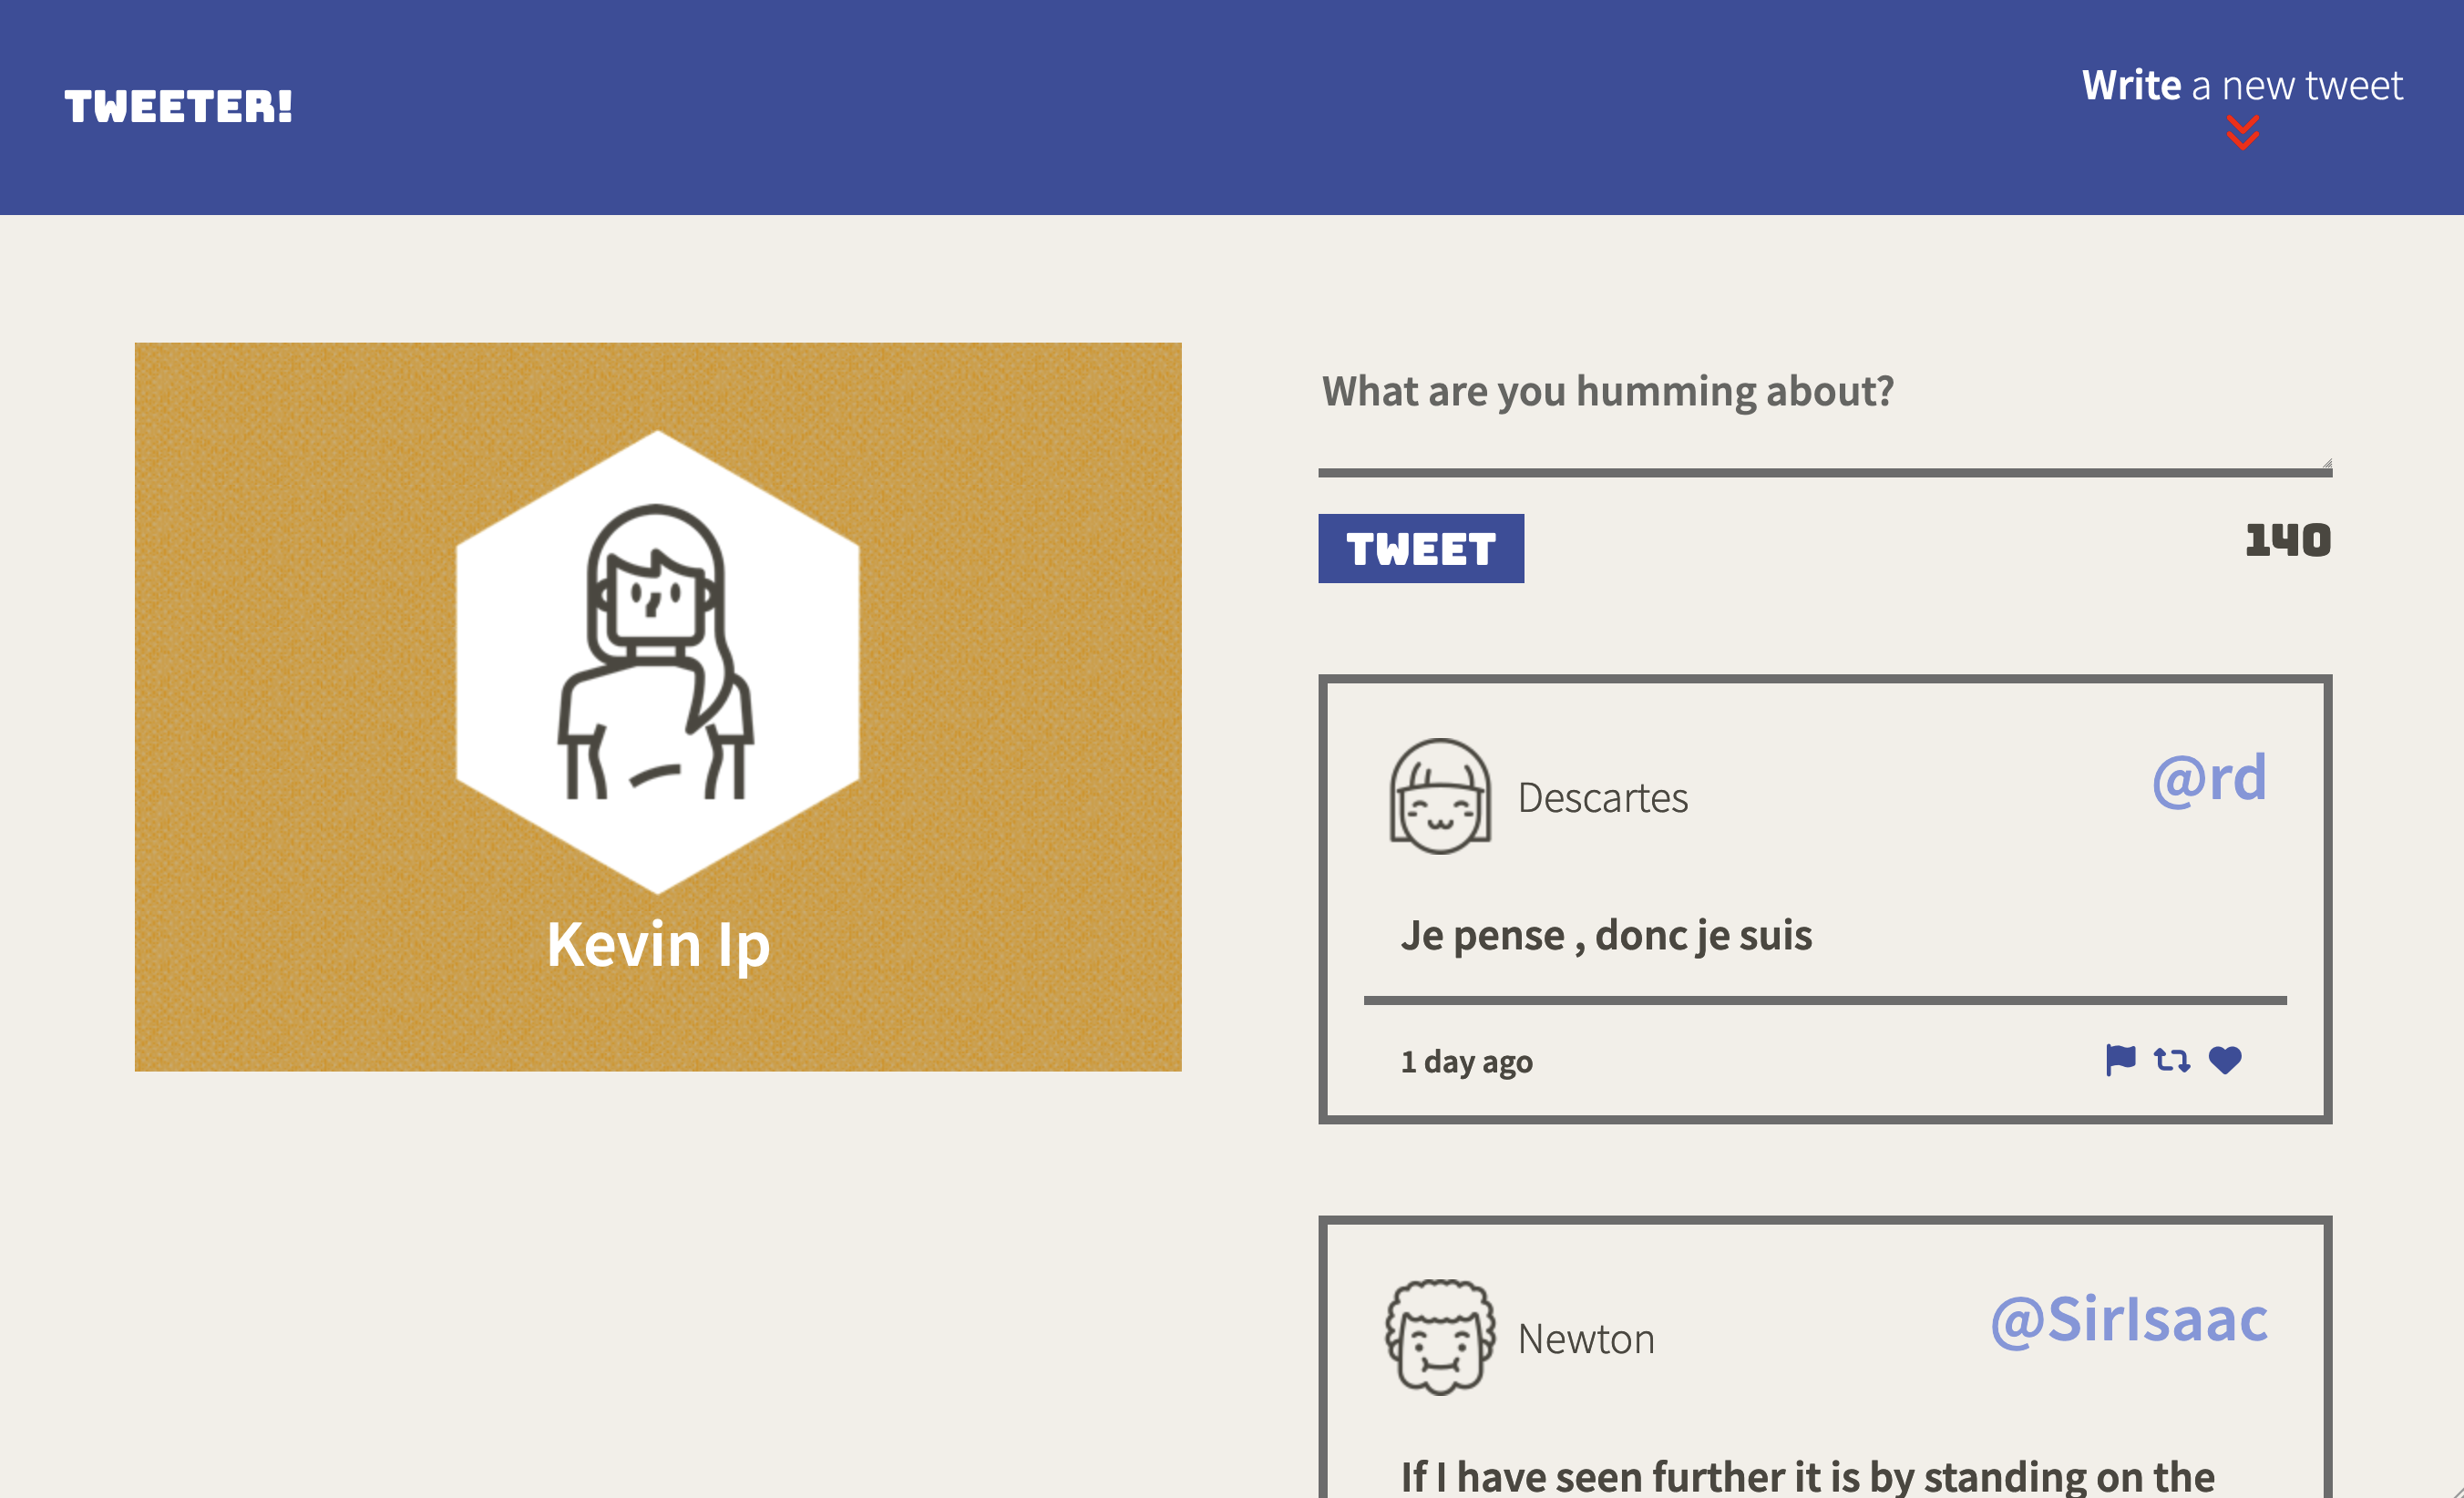 TWEETER!
Write a new tweet
Kevin Ip
What are you humming about?
TWEET
140
Descartes
@rd
Je pense , donc je suis
1 day ago
Newton
@SirIsaac
If I have seen further it is by standing on the